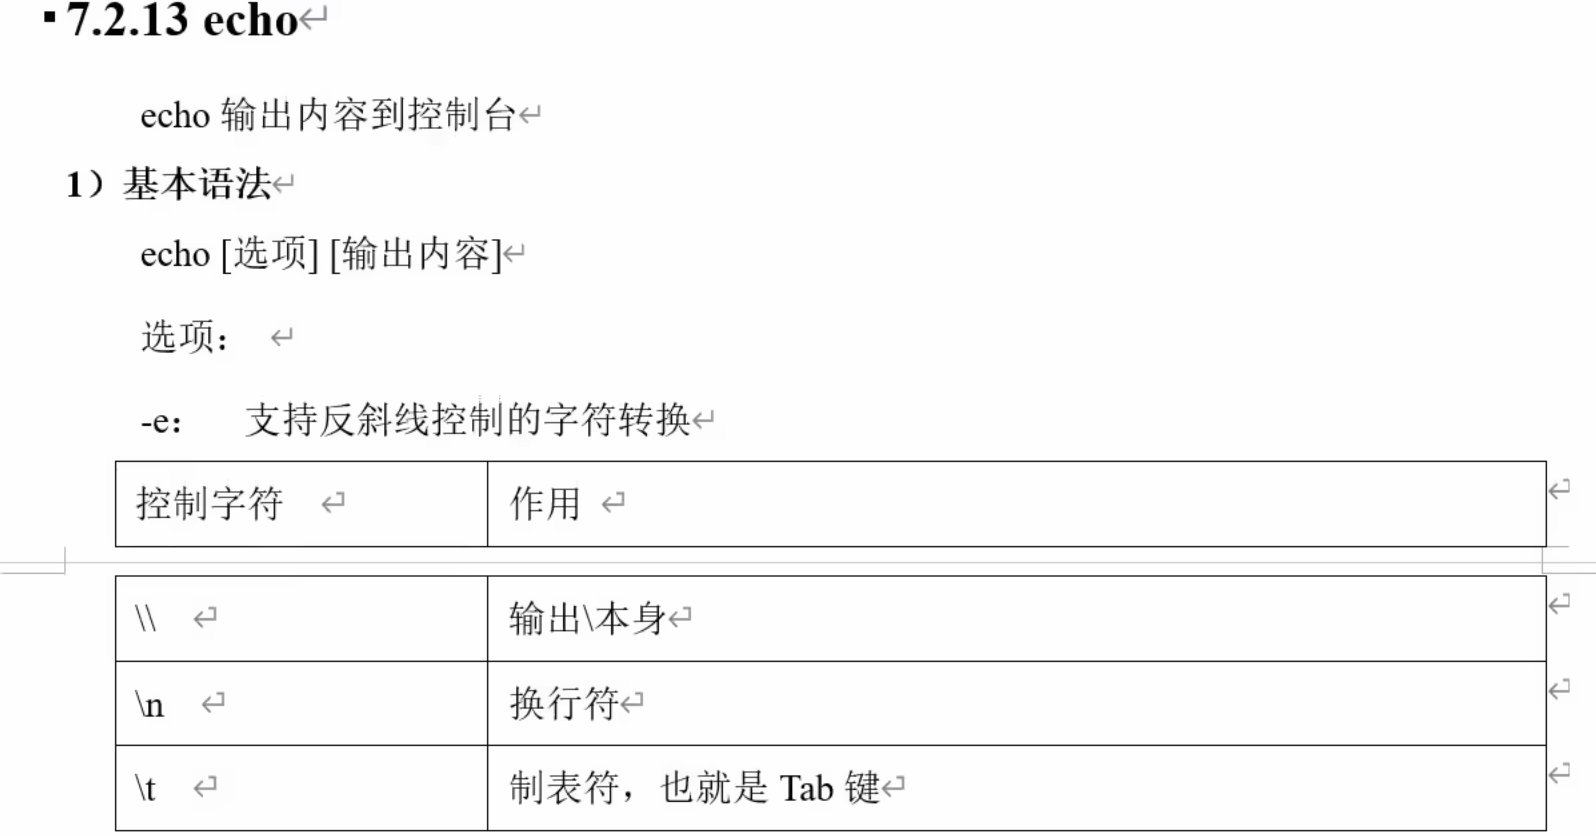 7.2.13 echo
echo 输出内容到控制台
1）基本语法
echo [选项] [输出内容]
选项：
-e： 支持反斜线控制的字符转换
控制字符 作用
\\ 输出\本身
\n 换行符
\t 制表符，也就是 Tab 键